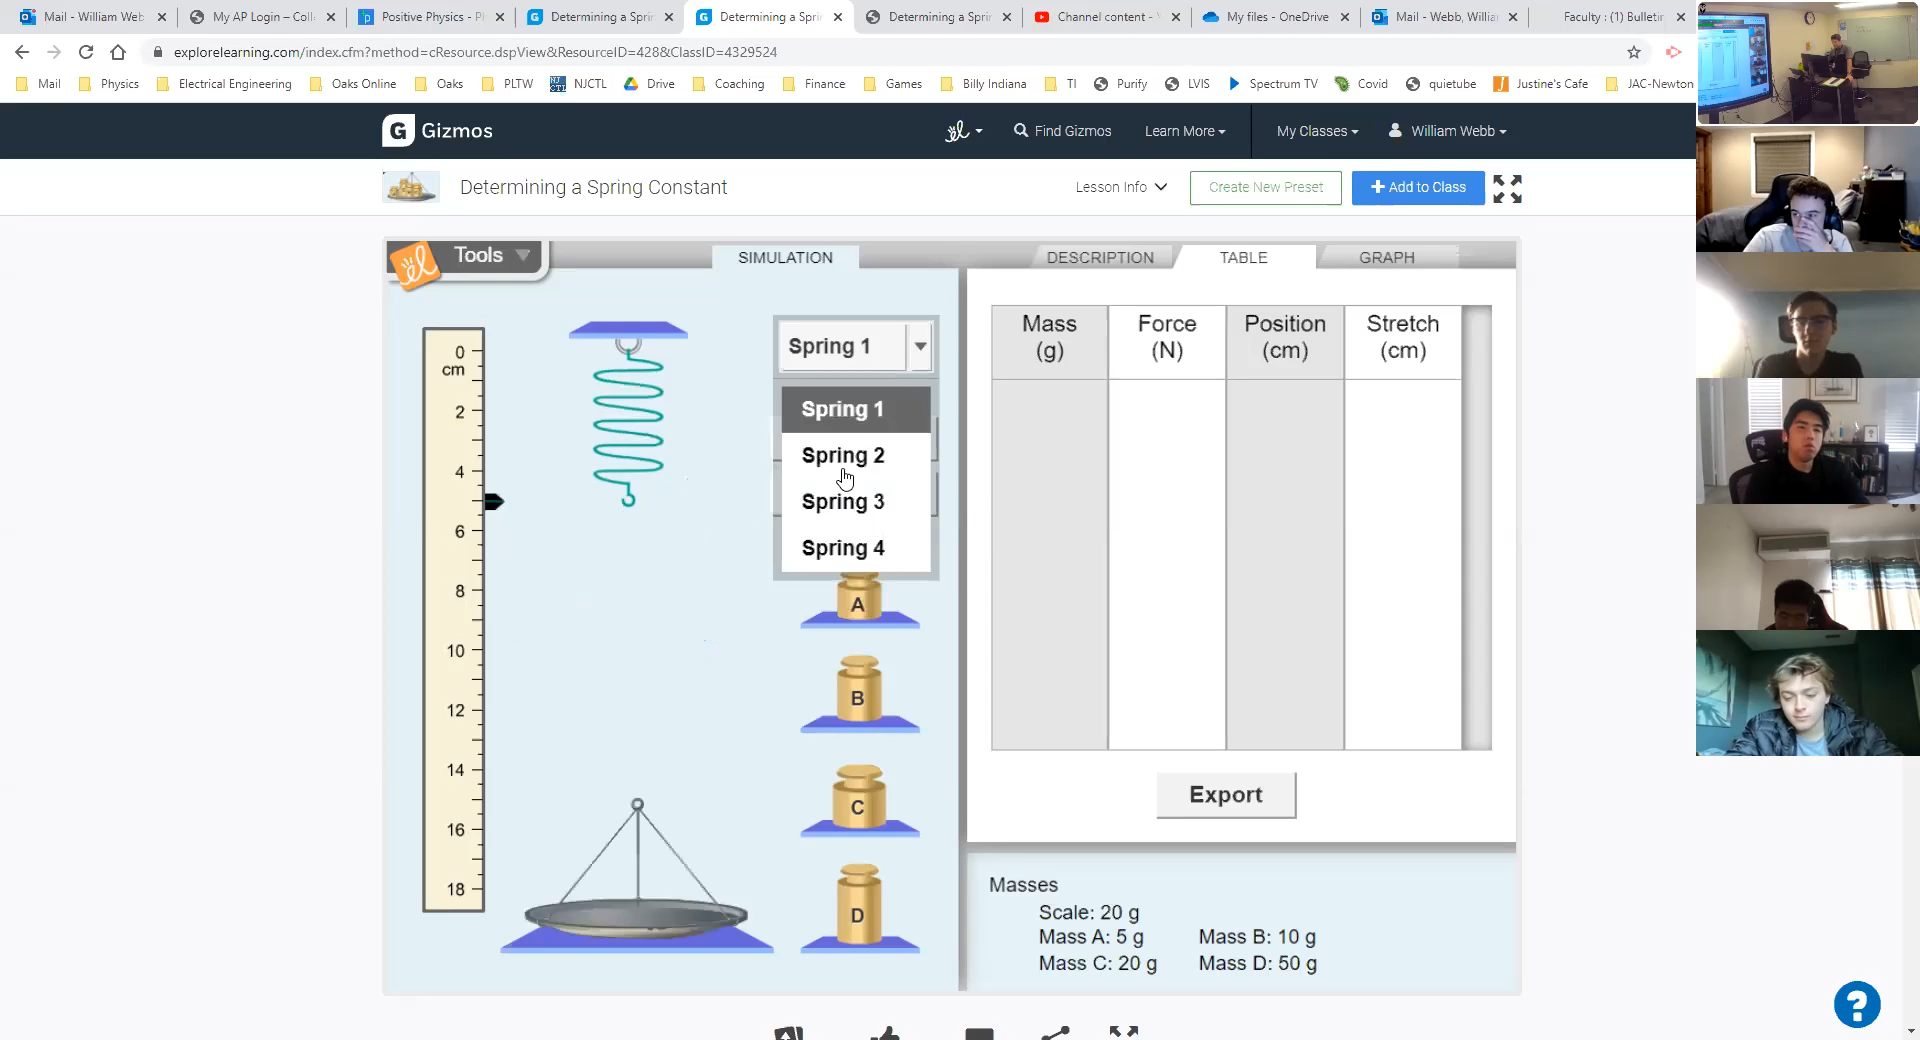 Mail - William Web
My AP Login – Coll
Positive Physics - P
Determining a Sprin
Determining a Sprin
Determining a Sprin
Channel content -
My files - OneDrive
Mail - Webb, Willia
Faculty : (1) Bulletin
explorelearning.com/index.cfm?method=cResource.dspView&ResourceID=428&ClassID=4329524
Mail Physics Electrical Engineering Oaks Online Oaks PLTW NJCTL Drive Coaching Finance Games Billy Indiana TI Purify LVIS Spectrum TV Covid quietube Justine's Cafe JAC-Newton
G Gizmos
Find Gizmos Learn More My Classes William Webb
Determining a Spring Constant
Lesson Info Create New Preset + Add to Class
Tools SIMULATION DESCRIPTION TABLE GRAPH
0
cm
2
4
6
8
10
12
14
16
18
Spring 1
Spring 1
Spring 2
Spring 3
Spring 4
A
B
C
D
Mass
(g)
Force
(N)
Position
(cm)
Stretch
(cm)
Export
Masses
Scale: 20 g
Mass A: 5 g Mass B: 10 g
Mass C: 20 g Mass D: 50 g
?